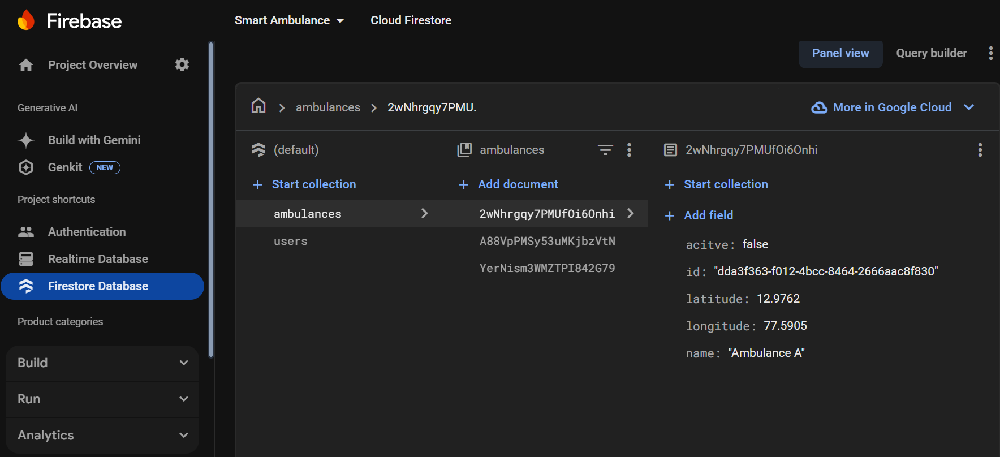 Firebase
Smart Ambulance
Cloud Firestore
Project Overview
Panel view
Query builder
Generative AI
ambulances
2wNhrgqy7PMU.
More in Google Cloud
Build with Gemini
(default)
ambulances
2wNhrgqy7PMUfOi6Onhi
Genkit NEW
+ Start collection
+ Add document
+ Start collection
Project shortcuts
ambulances
2wNhrgqy7PMUfOi6Onhi
+ Add field
Authentication
users
A88VpPMSy53uMKjbzVtN
acitve: false
Realtime Database
YerNism3WMZTPI842G79
id: "dda3f363-f012-4bcc-8464-2666aac8f830"
Firestore Database
latitude: 12.9762
Product categories
longitude: 77.5905
Build
name: "Ambulance A"
Run
Analytics